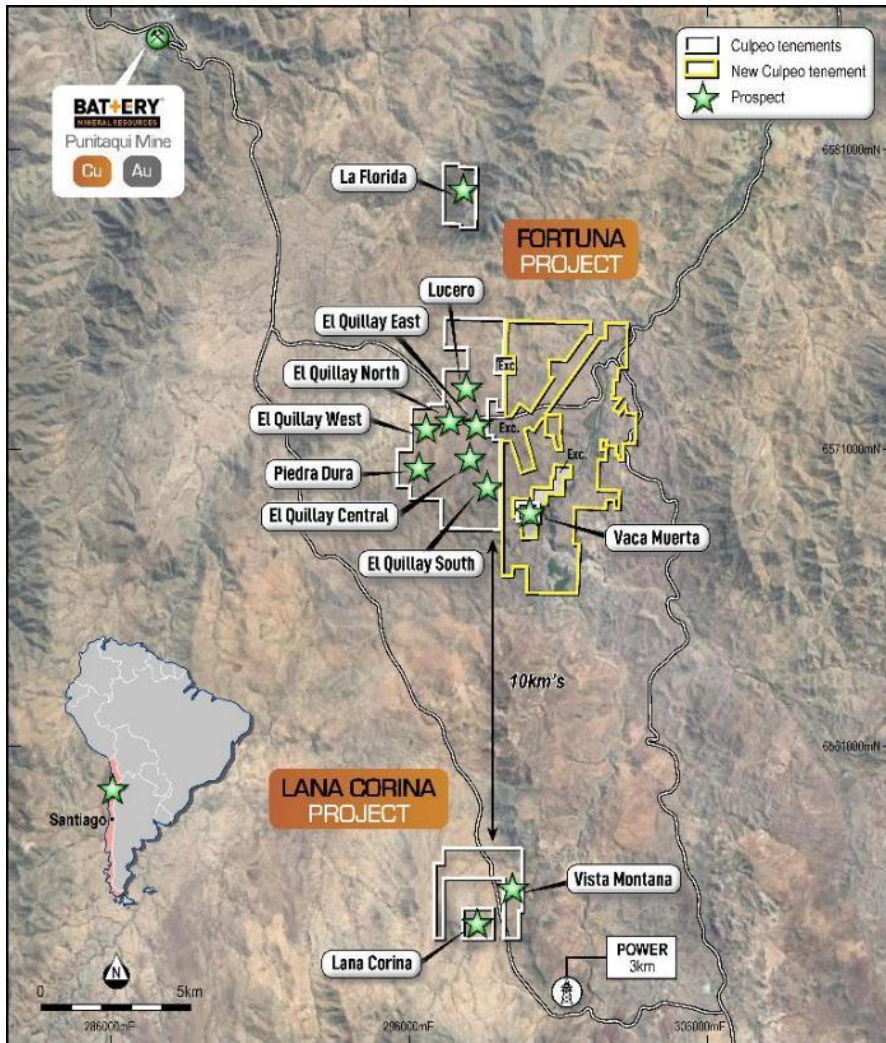 Culpeo tenements
New Culpeo tenement
Prospect
BATTERY
MINERAL RESOURCES
Punitaqui Mine
Cu
Au
6581000mN
La Florida
FORTUNA
PROJECT
Lucero
El Quillay East
El Quillay North
El Quillay West
Piedra Dura
El Quillay Central
El Quillay South
Exc
Exc.
Exc.
6571000mN
Vaca Muerta
10km's
6561000mN
LANA CORINA
PROJECT
Santiago
Vista Montana
Lana Corina
POWER
3km
N
0
5km
286000mE
296000mE
306000mE